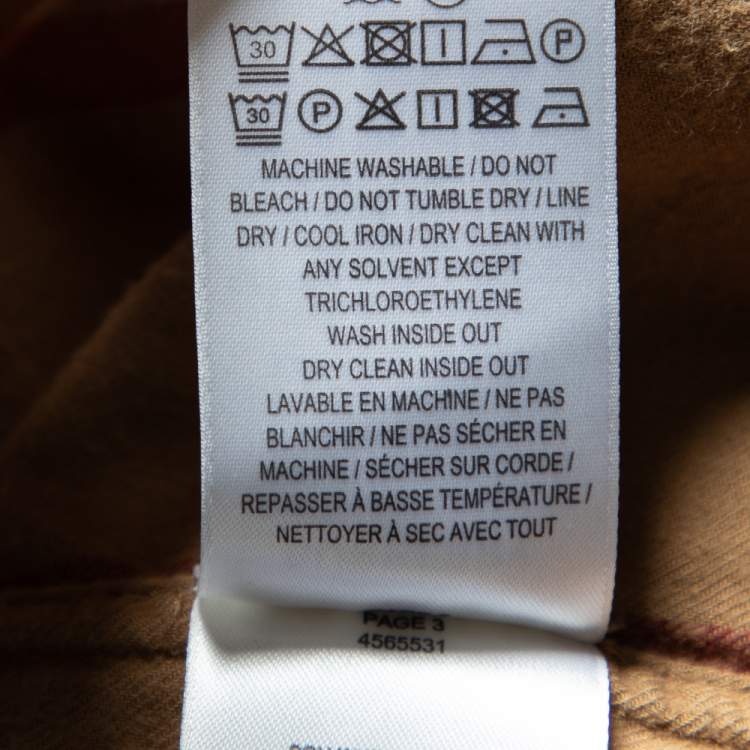 30 P
30 P
MACHINE WASHABLE / DO NOT
BLEACH / DO NOT TUMBLE DRY / LINE
DRY / COOL IRON / DRY CLEAN WITH
ANY SOLVENT EXCEPT
TRICHLOROETHYLENE
WASH INSIDE OUT
DRY CLEAN INSIDE OUT
LAVABLE EN MACHINE / NE PAS
BLANCHIR / NE PAS SÉCHER EN
MACHINE / SÉCHER SUR CORDE /
REPASSER À BASSE TEMPÉRATURE /
NETTOYER À SEC AVEC TOUT
PAGE 3
4565531